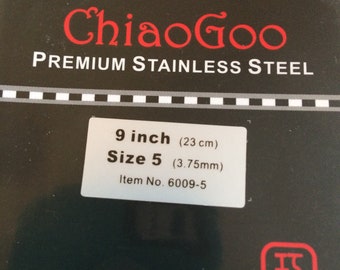 ChiaoGoo
PREMIUM STAINLESS STEEL
9 inch (23 cm)
Size 5 (3.75mm)
Item No. 6009-5